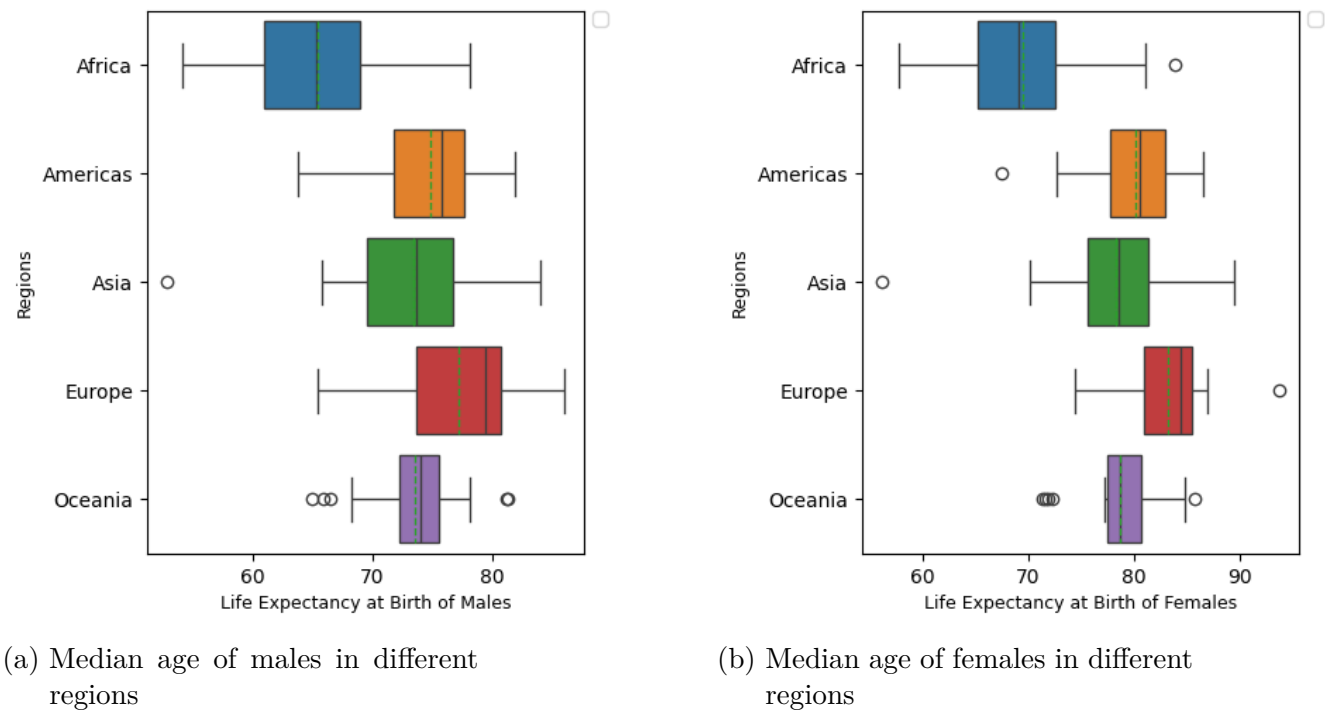 Regions
Africa
Americas
Asia
Europe
Oceania
60 70 80
Life Expectancy at Birth of Males
(a) Median age of males in different
regions
Regions
Africa
Americas
Asia
Europe
Oceania
60 70 80 90
Life Expectancy at Birth of Females
(b) Median age of females in different
regions